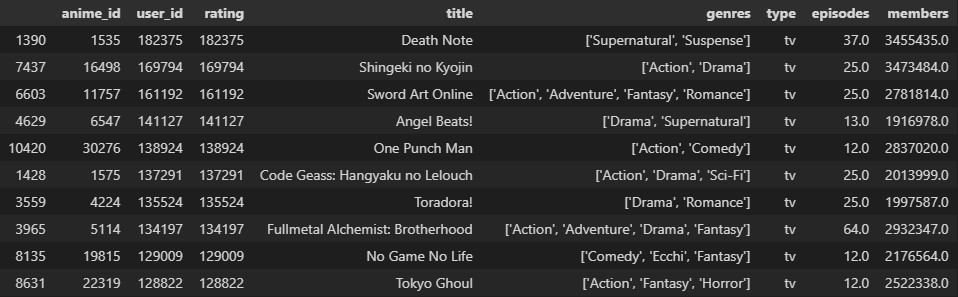 anime_id user_id rating title genres type episodes members
1390 1535 182375 182375 Death Note ['Supernatural', 'Suspense'] tv 37.0 3455435.0
7437 16498 169794 169794 Shingeki no Kyojin ['Action', 'Drama'] tv 25.0 3473484.0
6603 11757 161192 161192 Sword Art Online ['Action', 'Adventure', 'Fantasy', 'Romance'] tv 25.0 2781814.0
4629 6547 141127 141127 Angel Beats! ['Drama', 'Supernatural'] tv 13.0 1916978.0
10420 30276 138924 138924 One Punch Man ['Action', 'Comedy'] tv 12.0 2837020.0
1428 1575 137291 137291 Code Geass: Hangyaku no Lelouch ['Action', 'Drama', 'Sci-Fi'] tv 25.0 2013999.0
3559 4224 135524 135524 Toradora! ['Drama', 'Romance'] tv 25.0 1997587.0
3965 5114 134197 134197 Fullmetal Alchemist: Brotherhood ['Action', 'Adventure', 'Drama', 'Fantasy'] tv 64.0 2932347.0
8135 19815 129009 129009 No Game No Life ['Comedy', 'Ecchi', 'Fantasy'] tv 12.0 2176564.0
8631 22319 128822 128822 Tokyo Ghoul ['Action', 'Fantasy', 'Horror'] tv 12.0 2522338.0